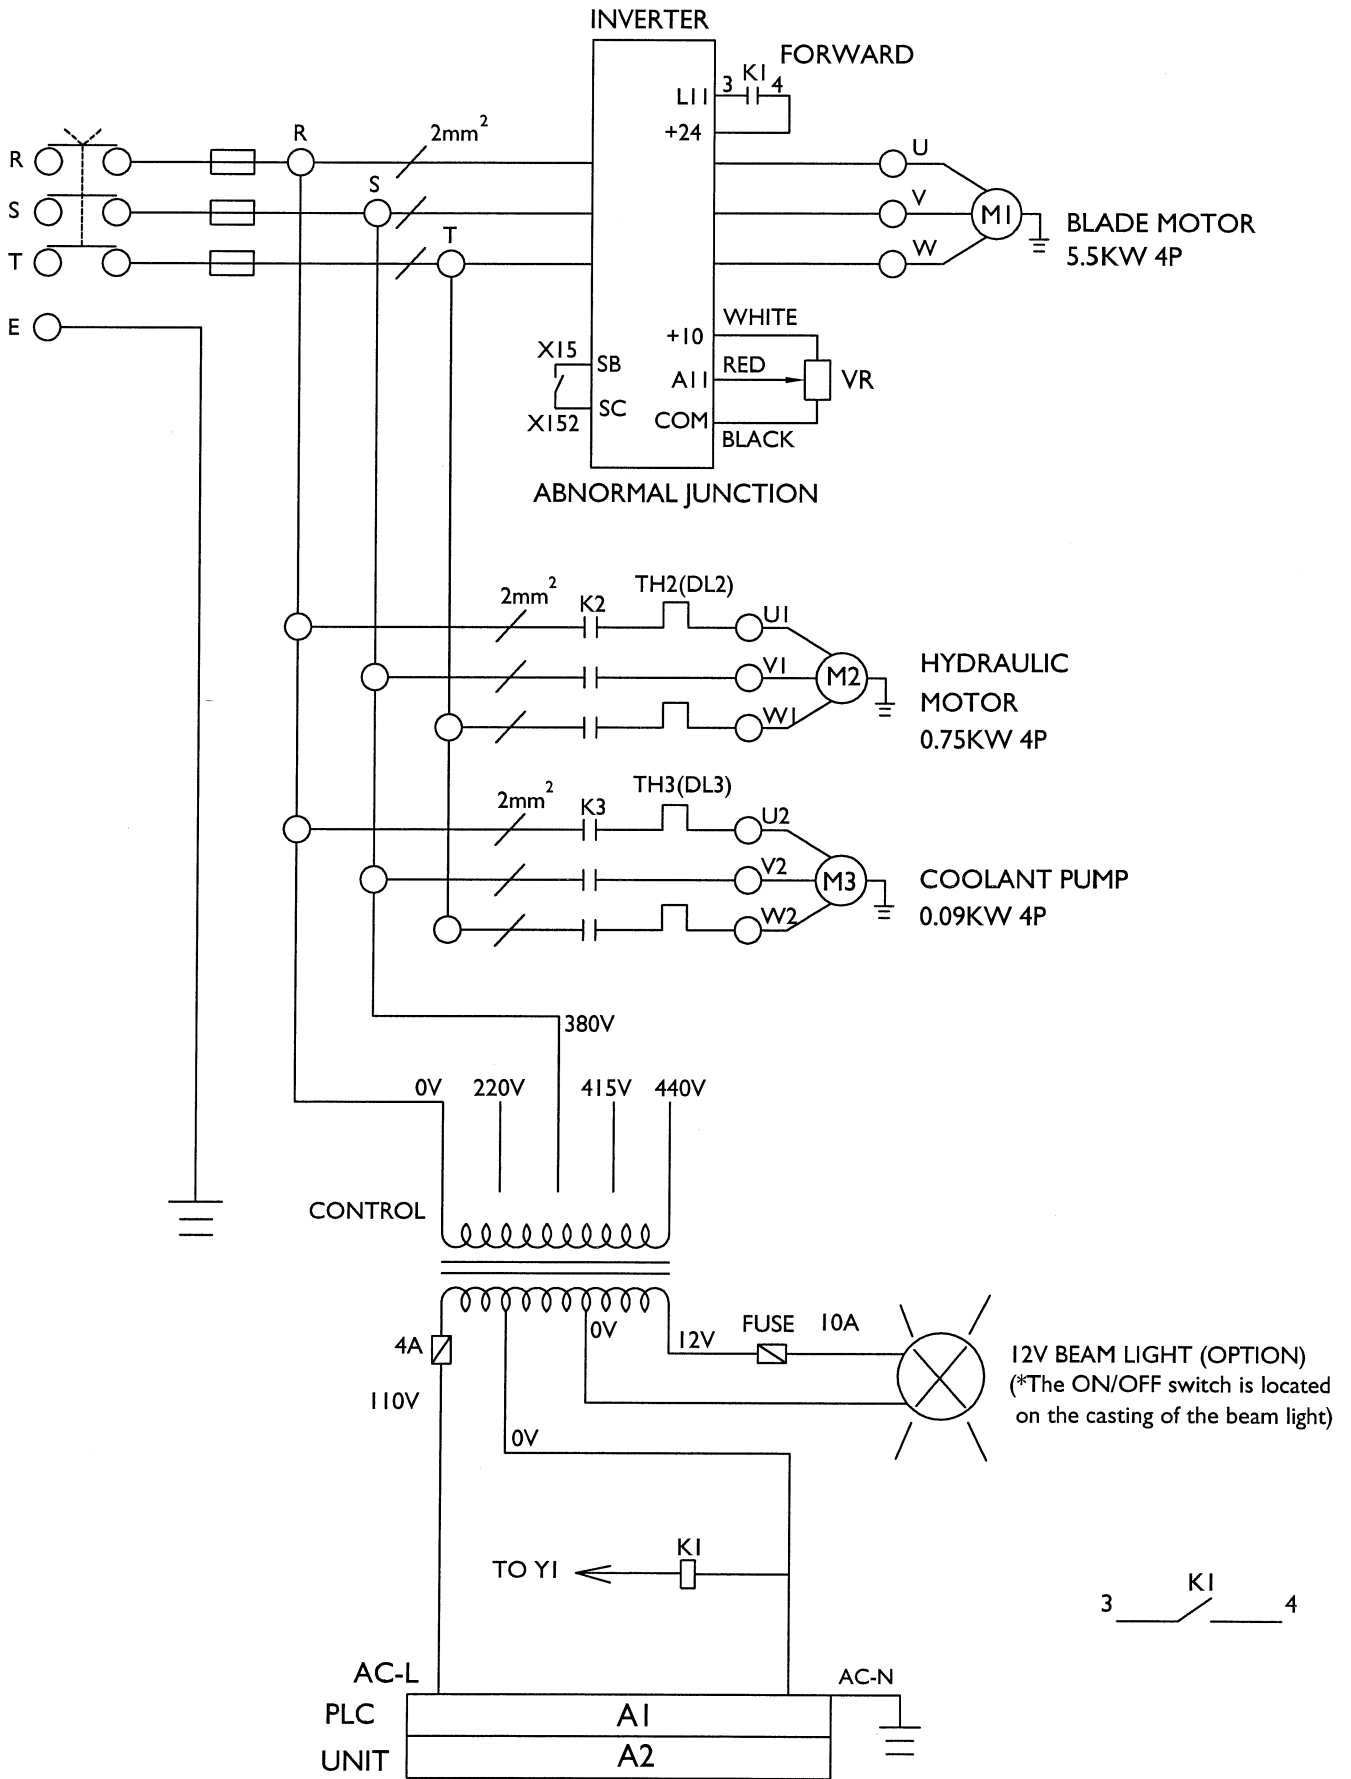 INVERTER
FORWARD
3 K1 4
L11
+24
R
R
2mm2
S
S
T
T
E
U
V
W
M1
BLADE MOTOR
5.5KW 4P
+10
WHITE
A11
RED
VR
COM
BLACK
X15
SB
SC
X152
ABNORMAL JUNCTION
2mm2
K2
TH2(DL2)
U1
V1
W1
M2
HYDRAULIC
MOTOR
0.75KW 4P
2mm2
K3
TH3(DL3)
U2
V2
W2
M3
COOLANT PUMP
0.09KW 4P
380V
0V
220V
415V
440V
CONTROL
4A
110V
0V
0V
12V
FUSE 10A
12V BEAM LIGHT (OPTION)
(*The ON/OFF switch is located
on the casting of the beam light)
TO Y1
K1
3 K1 4
AC-L
AC-N
PLC
A1
UNIT
A2